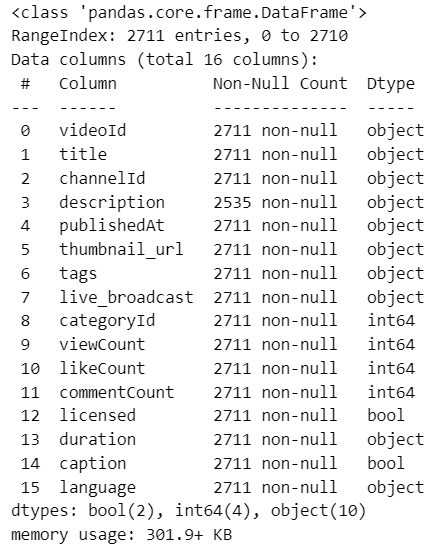 <class 'pandas.core.frame.DataFrame'>
RangeIndex: 2711 entries, 0 to 2710
Data columns (total 16 columns):
 #   Column          Non-Null Count  Dtype
---  ------          --------------  -----
 0   videoId         2711 non-null   object
 1   title           2711 non-null   object
 2   channelId       2711 non-null   object
 3   description     2535 non-null   object
 4   publishedAt     2711 non-null   object
 5   thumbnail_url   2711 non-null   object
 6   tags            2711 non-null   object
 7   live_broadcast  2711 non-null   object
 8   categoryId      2711 non-null   int64
 9   viewCount       2711 non-null   int64
 10  likeCount       2711 non-null   int64
 11  commentCount    2711 non-null   int64
 12  licensed        2711 non-null   bool
 13  duration        2711 non-null   object
 14  caption         2711 non-null   bool
 15  language        2711 non-null   object
dtypes: bool(2), int64(4), object(10)
memory usage: 301.9+ KB